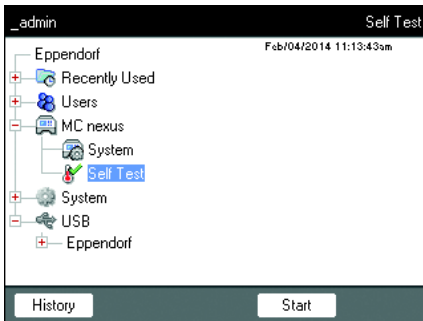 _admin Self Test
Feb/04/2014 11:13:43am
Eppendorf
Recently Used
Users
MC nexus
System
Self Test
System
USB
Eppendorf
History Start